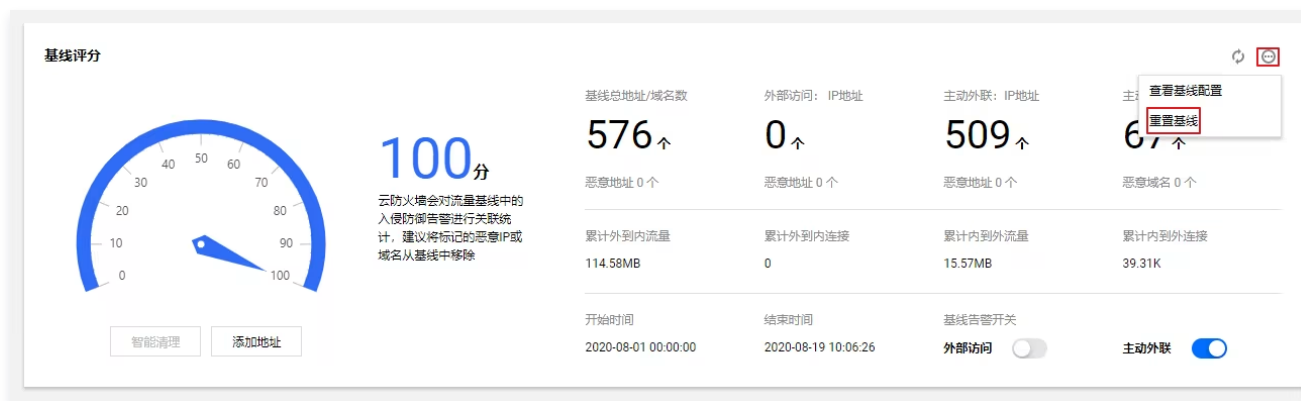 基线评分
查看基线配置
重置基线
0
10
20
30
40
50
60
70
80
90
100
100分
云防火墙会对流量基线中的
入侵防御告警进行关联统
计，建议将标记的恶意IP或
域名从基线中移除
智能清理
添加地址
基线总地址/域名数
576个
恶意地址 0 个
外部访问： IP地址
0个
恶意地址 0 个
主动外联：IP地址
509个
恶意地址 0 个
主
67个
恶意域名 0 个
累计外到内流量
114.58MB
累计外到内连接
0
累计内到外流量
15.57MB
累计内到外连接
39.31K
开始时间
2020-08-01 00:00:00
结束时间
2020-08-19 10:06:26
基线告警开关
外部访问
主动外联